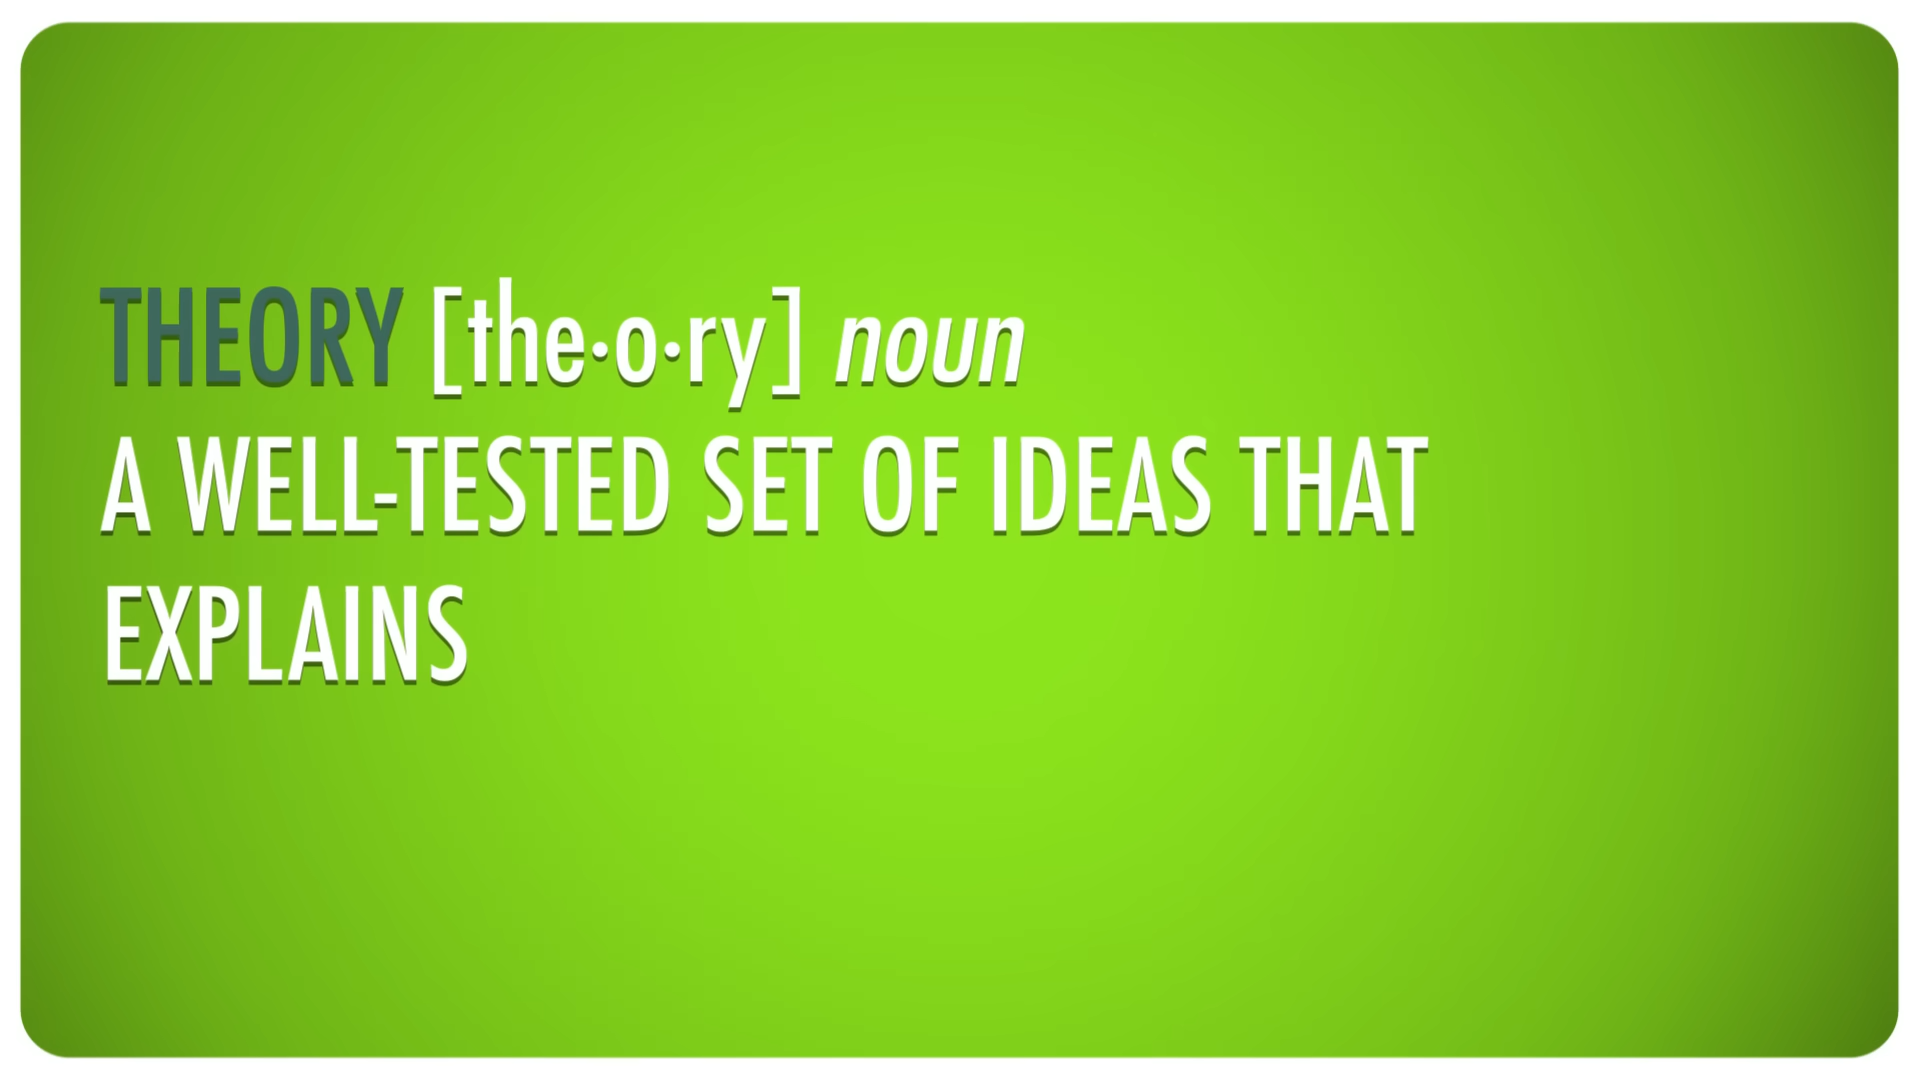 THEORY [the•o•ry] noun
A WELL-TESTED SET OF IDEAS THAT
EXPLAINS